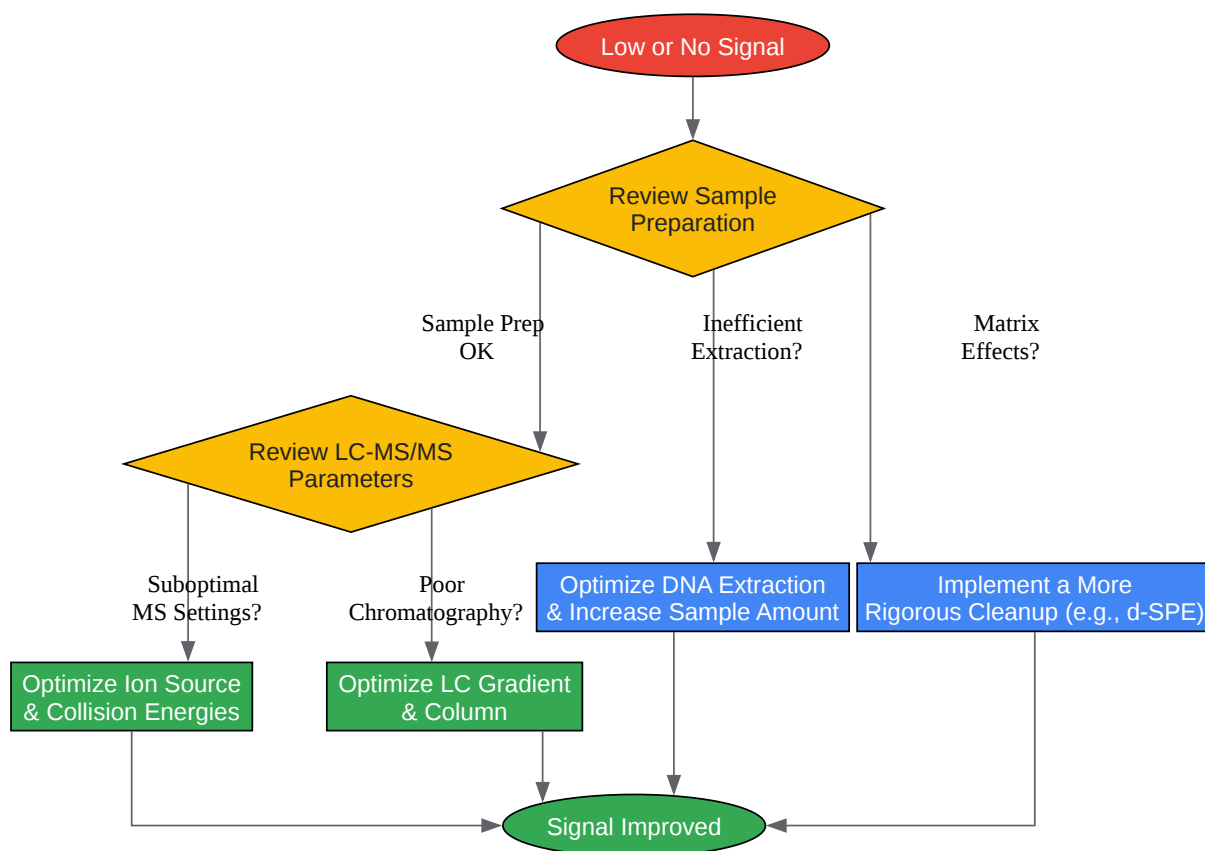 Low or No Signal
Review Sample
Preparation
Sample Prep
OK
Inefficient
Extraction?
Matrix
Effects?
Review LC-MS/MS
Parameters
Suboptimal
MS Settings?
Poor
Chromatography?
Optimize DNA Extraction
& Increase Sample Amount
Implement a More
Rigorous Cleanup (e.g., d-SPE)
Optimize Ion Source
& Collision Energies
Optimize LC Gradient
& Column
Signal Improved